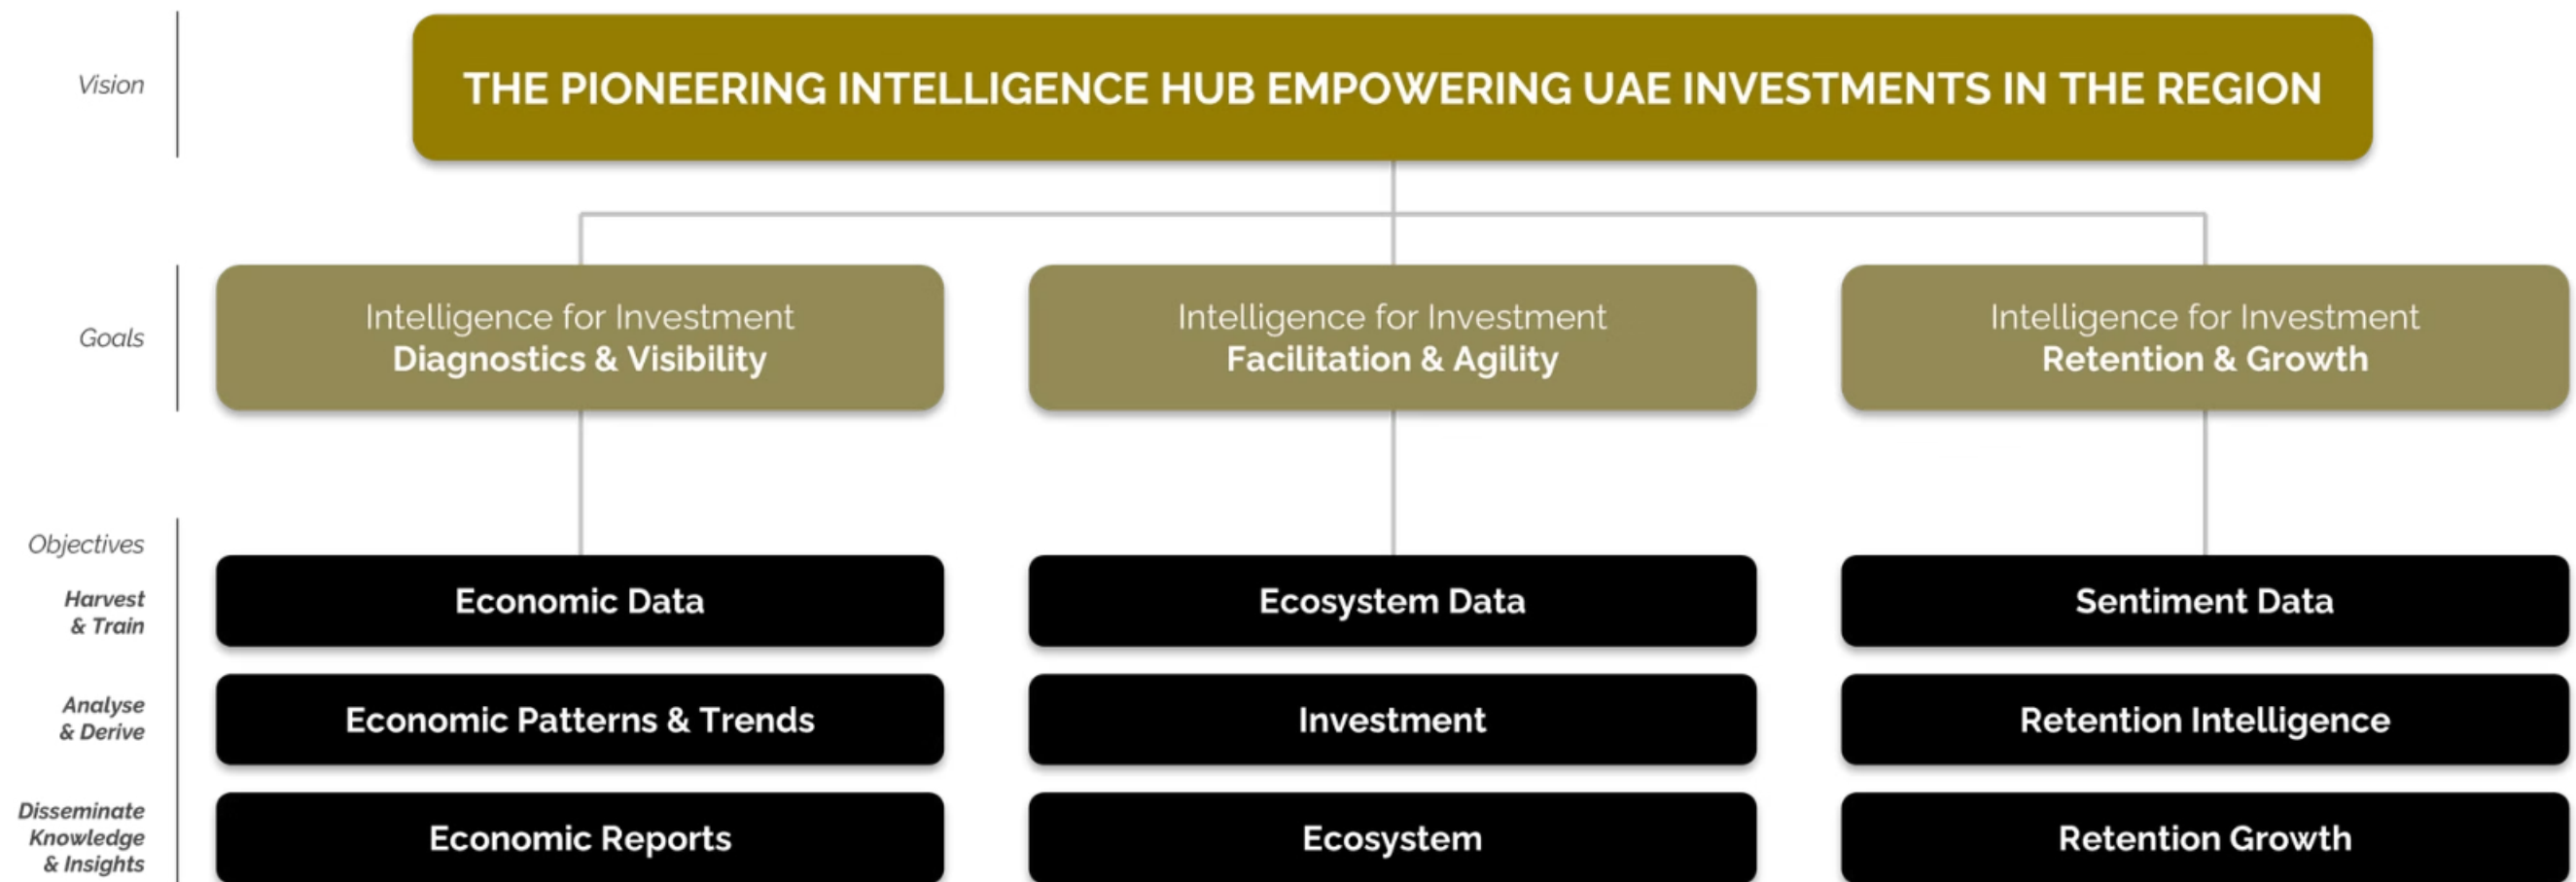 Vision
THE PIONEERING INTELLIGENCE HUB EMPOWERING UAE INVESTMENTS IN THE REGION
Goals
Intelligence for Investment
Diagnostics & Visibility
Intelligence for Investment
Facilitation & Agility
Intelligence for Investment
Retention & Growth
Objectives
Harvest
& Train
Economic Data
Ecosystem Data
Sentiment Data
Analyse
& Derive
Economic Patterns & Trends
Investment
Retention Intelligence
Disseminate
Knowledge
& Insights
Economic Reports
Ecosystem
Retention Growth